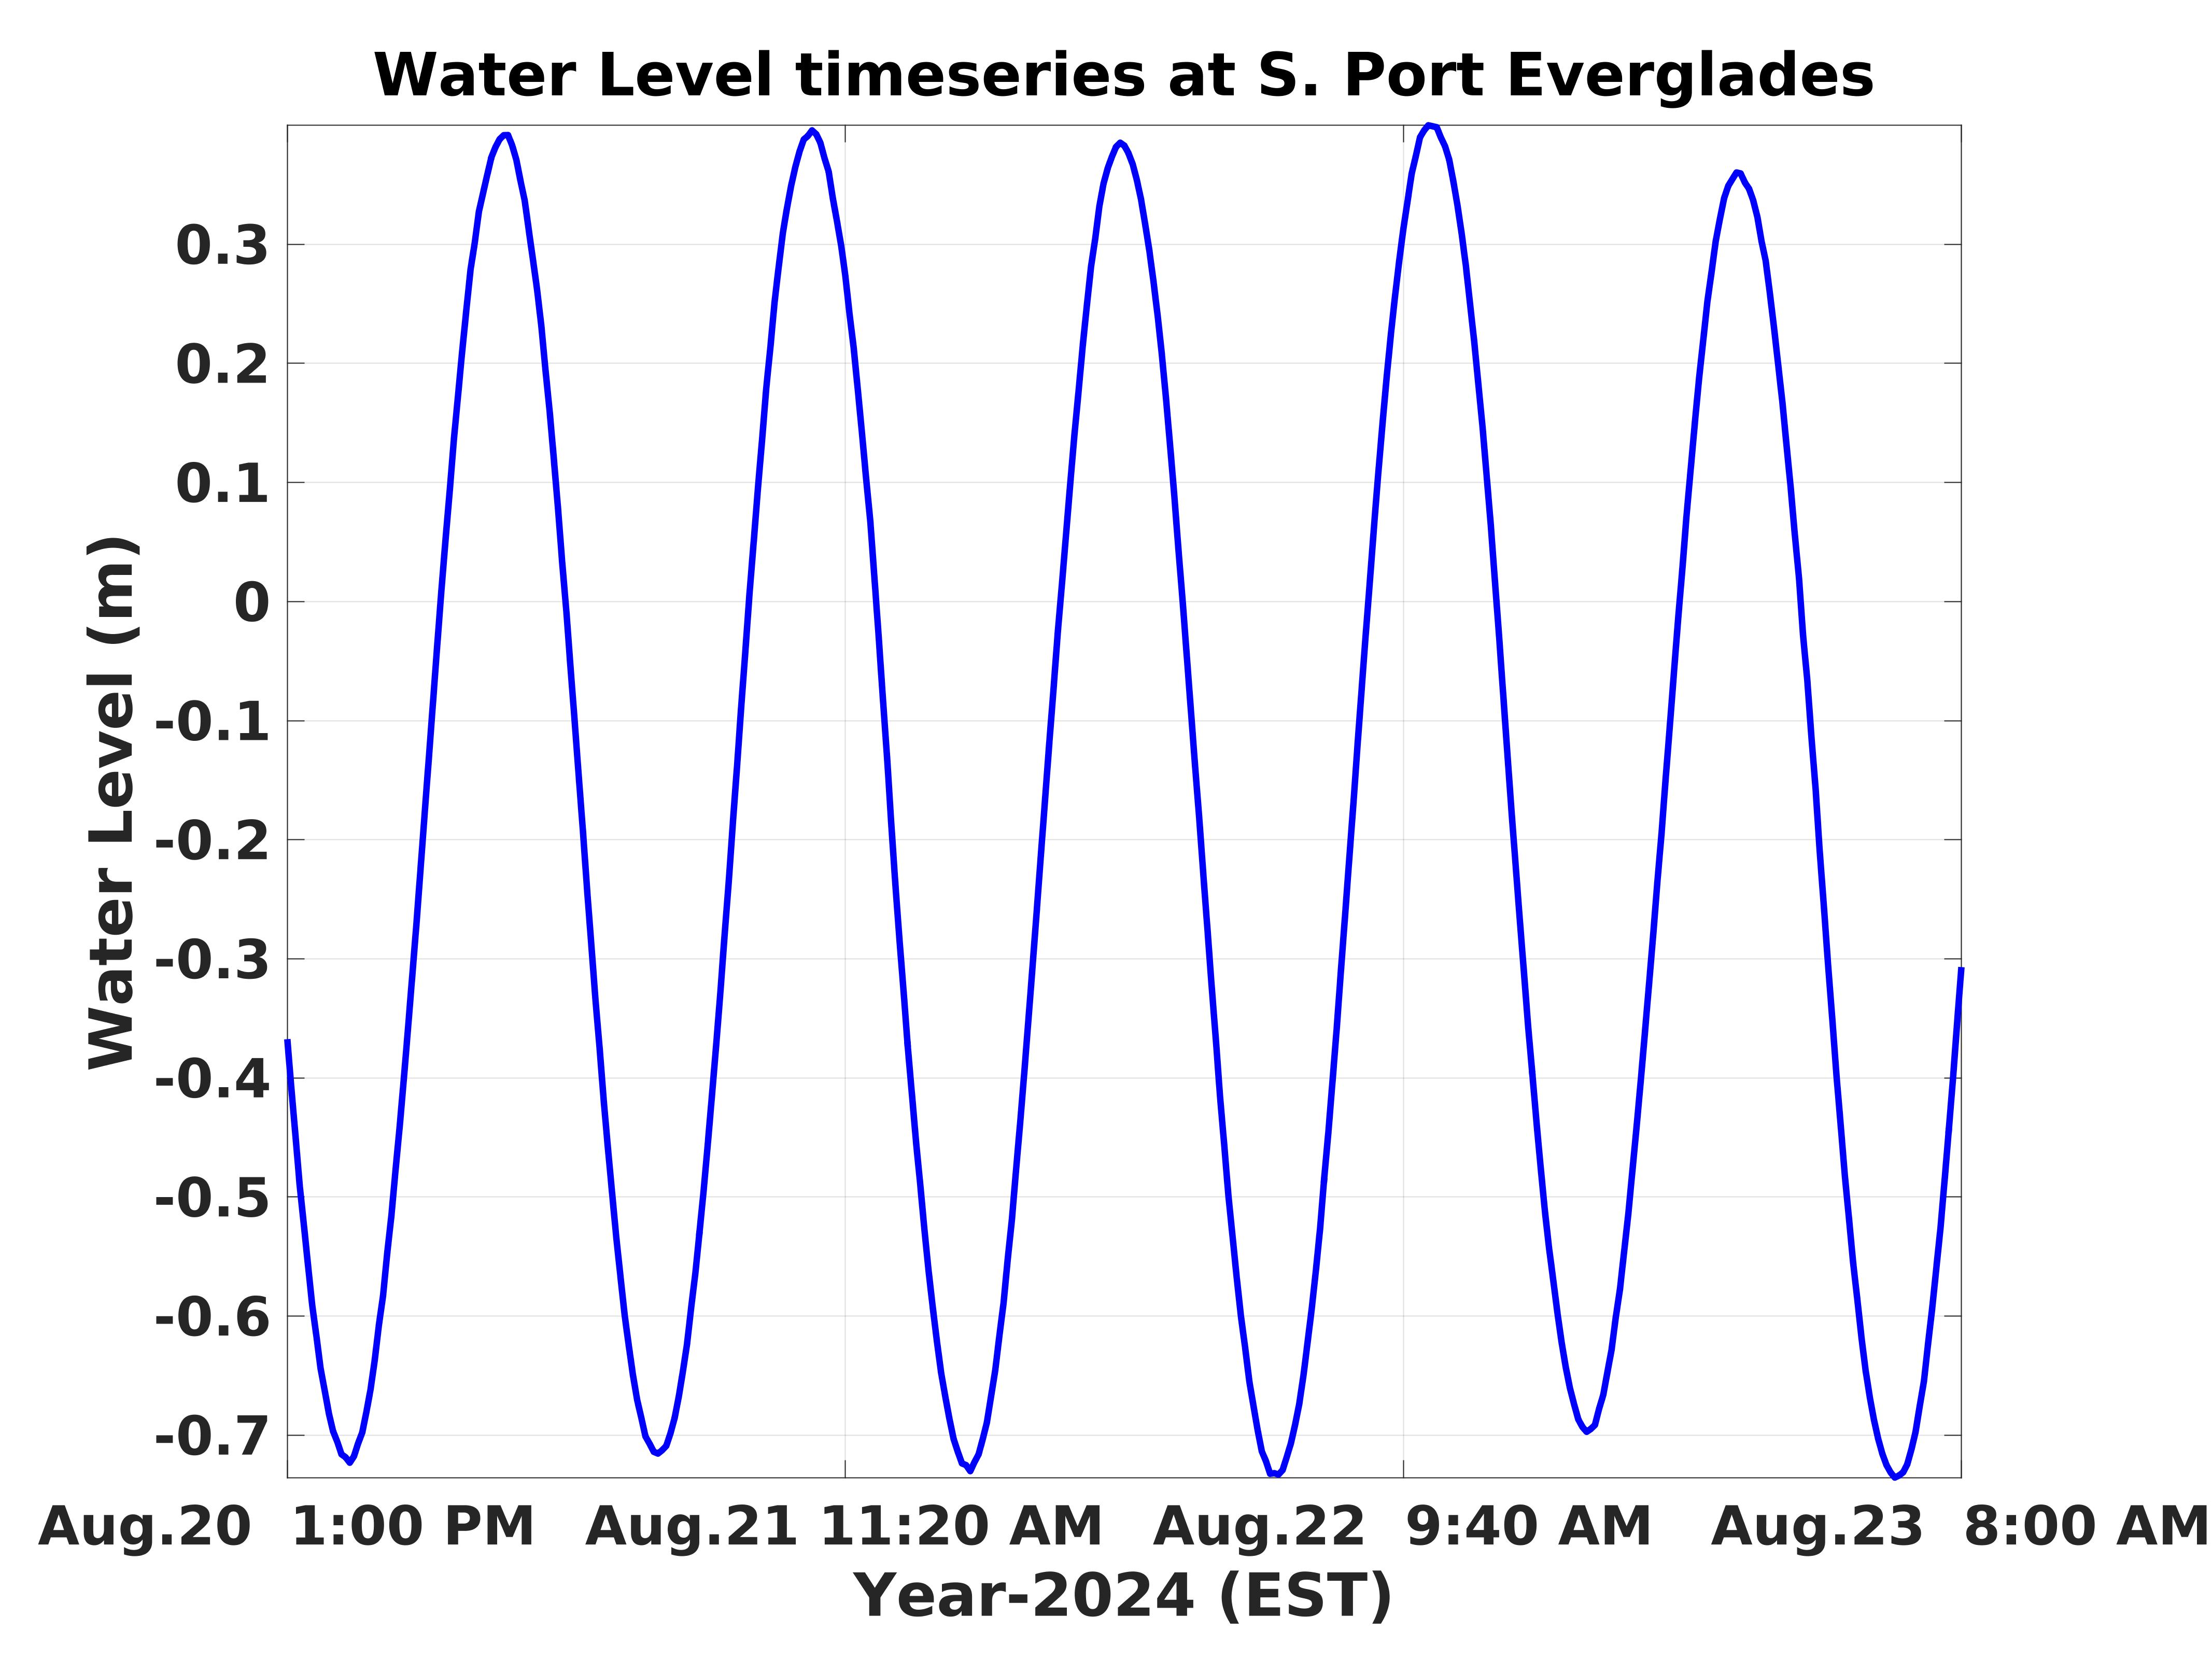 Water Level timeseries at S. Port Everglades
Water Level (m)
0.3
0.2
0.1
0
-0.1
-0.2
-0.3
-0.4
-0.5
-0.6
-0.7
Aug.20 1:00 PM Aug.21 11:20 AM Aug.22 9:40 AM Aug.23 8:00 AM
Year-2024 (EST)